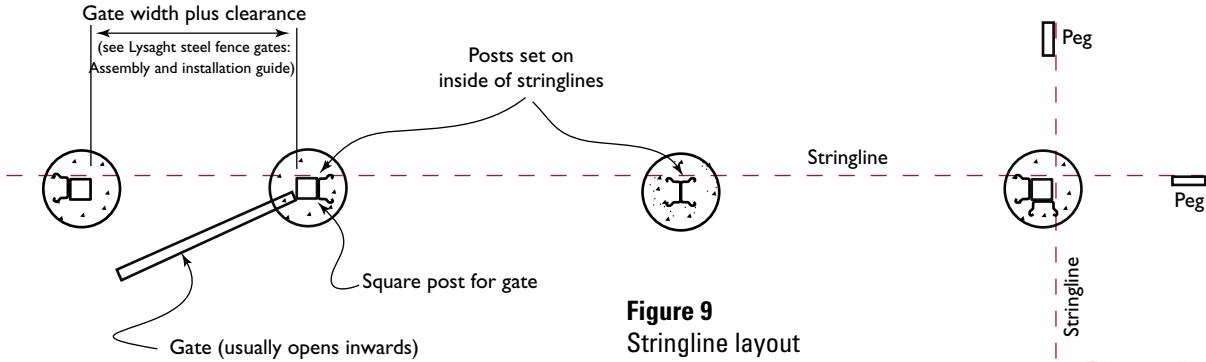 Gate width plus clearance
(see Lysaght steel fence gates:
Assembly and installation guide)
Posts set on
inside of stringlines
Peg
Stringline
Peg
Square post for gate
Stringline
Gate (usually opens inwards)
Figure 9
Stringline layout